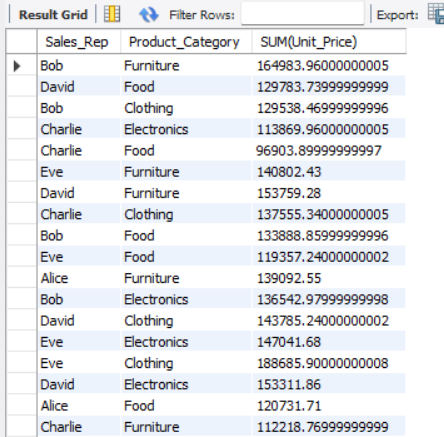 Result Grid Filter Rows: Export:
Sales_Rep Product_Category SUM(Unit_Price)
Bob Furniture 164983.96000000005
David Food 129783.73999999999
Bob Clothing 129538.46999999996
Charlie Electronics 113869.96000000005
Charlie Food 96903.89999999997
Eve Furniture 140802.43
David Furniture 153759.28
Charlie Clothing 137555.34000000005
Bob Food 133888.85999999996
Eve Food 119357.24000000002
Alice Furniture 139092.55
Bob Electronics 136542.97999999998
David Clothing 143785.24000000002
Eve Electronics 147041.68
Eve Clothing 188685.90000000008
David Electronics 153311.86
Alice Food 120731.71
Charlie Furniture 112218.76999999999